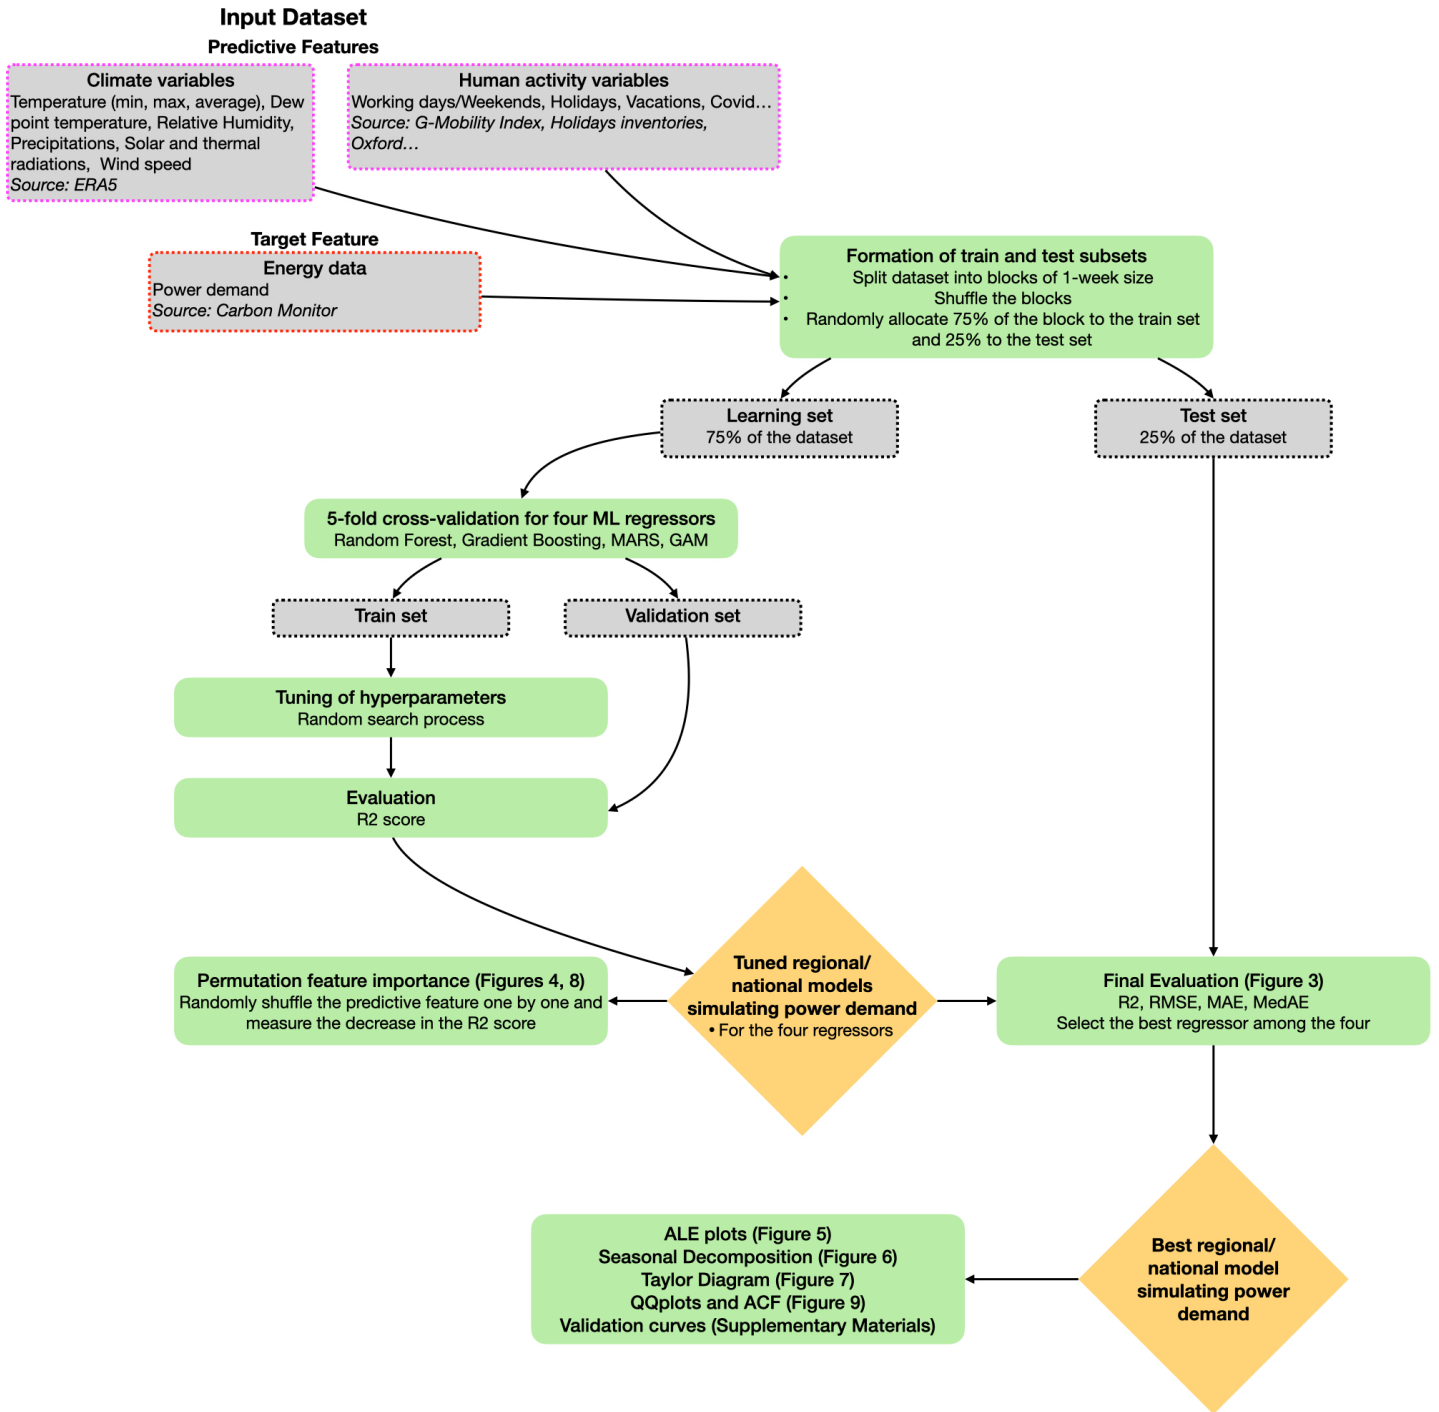 Input Dataset
Predictive Features
Climate variables
Temperature (min, max, average), Dew
point temperature, Relative Humidity,
Precipitations, Solar and thermal
radiations,  Wind speed
Source: ERA5
Human activity variables
Working days/Weekends, Holidays, Vacations, Covid…
Source: G-Mobility Index, Holidays inventories,
Oxford…
Target Feature
Energy data
Power demand
Source: Carbon Monitor
Formation of train and test subsets
• Split dataset into blocks of 1-week size
• Shuffle the blocks
• Randomly allocate 75% of the block to the train set
and 25% to the test set
Learning set
75% of the dataset
Test set
25% of the dataset
5-fold cross-validation for four ML regressors
Random Forest, Gradient Boosting, MARS, GAM
Train set
Validation set
Tuning of hyperparameters
Random search process
Evaluation
R2 score
Permutation feature importance (Figures 4, 8)
Randomly shuffle the predictive feature one by one and
measure the decrease in the R2 score
Tuned regional/
national models
simulating power demand
• For the four regressors
Final Evaluation (Figure 3)
R2, RMSE, MAE, MedAE
Select the best regressor among the four
ALE plots (Figure 5)
Seasonal Decomposition (Figure 6)
Taylor Diagram (Figure 7)
QQplots and ACF (Figure 9)
Validation curves (Supplementary Materials)
Best regional/
national model
simulating power
demand